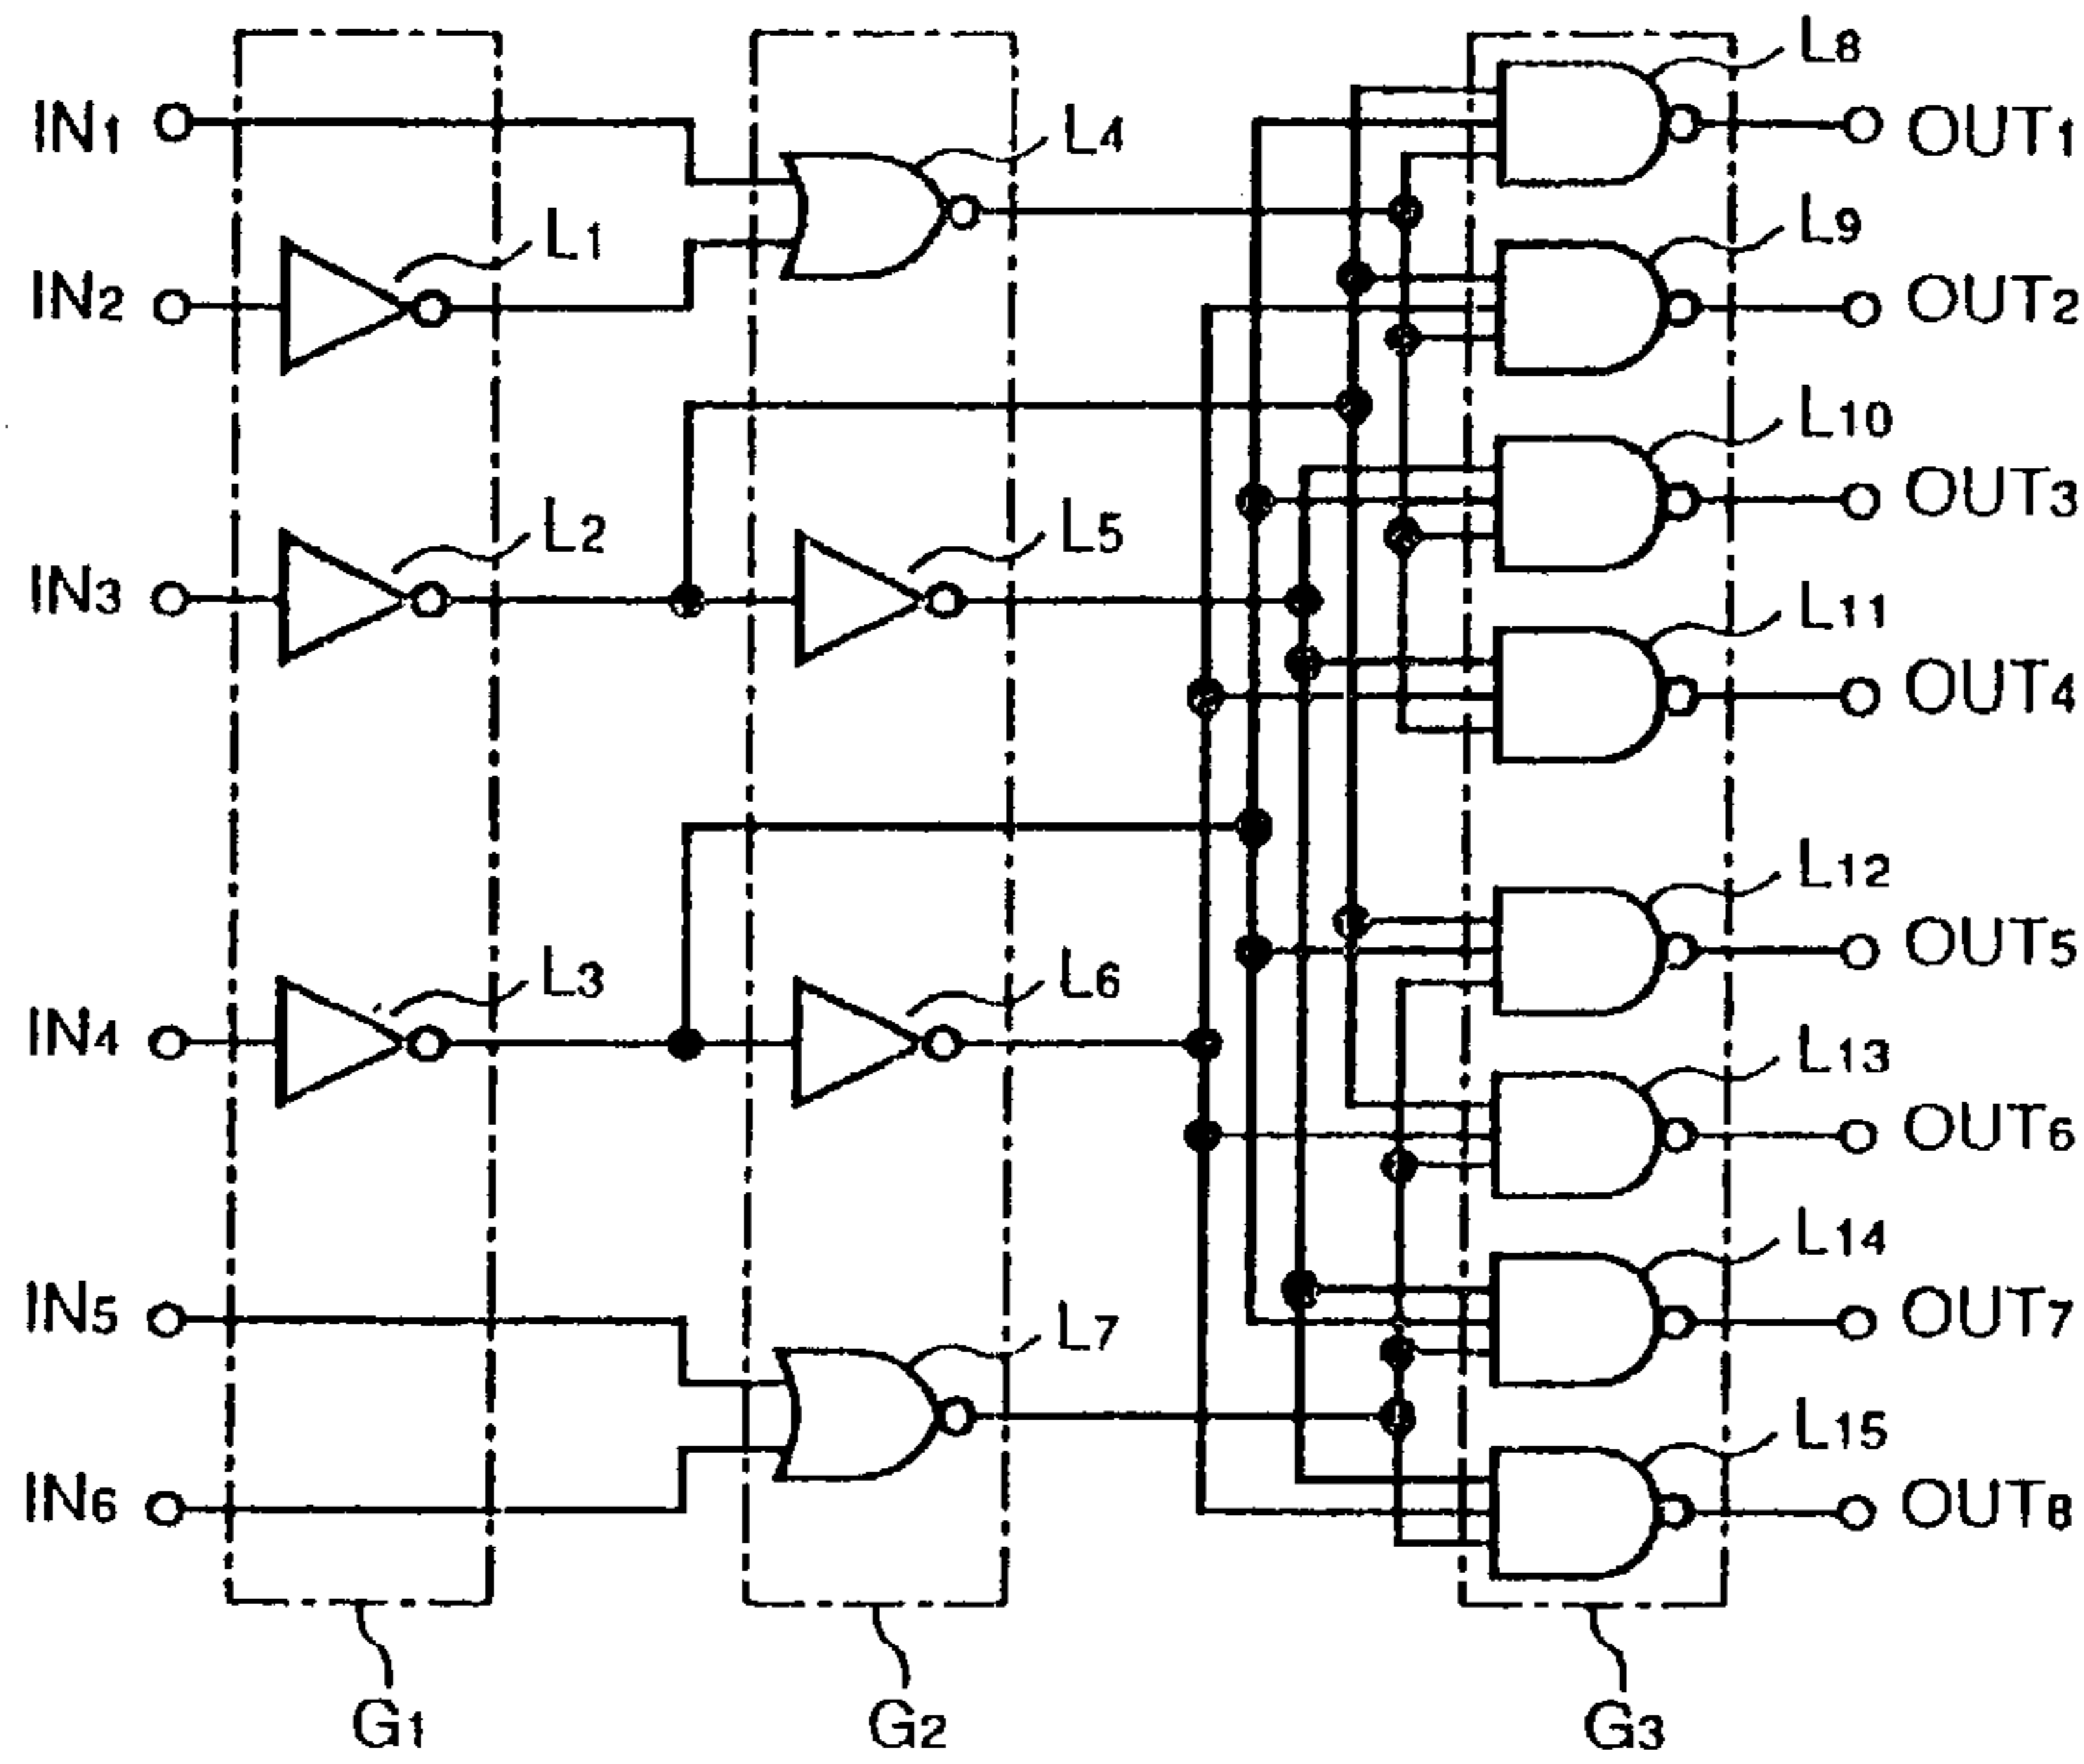 L8
IN1
L4
OUT1
L1
L9
IN2
OUT2
L10
L2
L5
OUT3
IN3
L11
OUT4
L12
L3
L6
OUT5
IN4
L13
OUT6
L14
IN5
L7
OUT7
L15
IN6
OUT8
G1
G2
G3